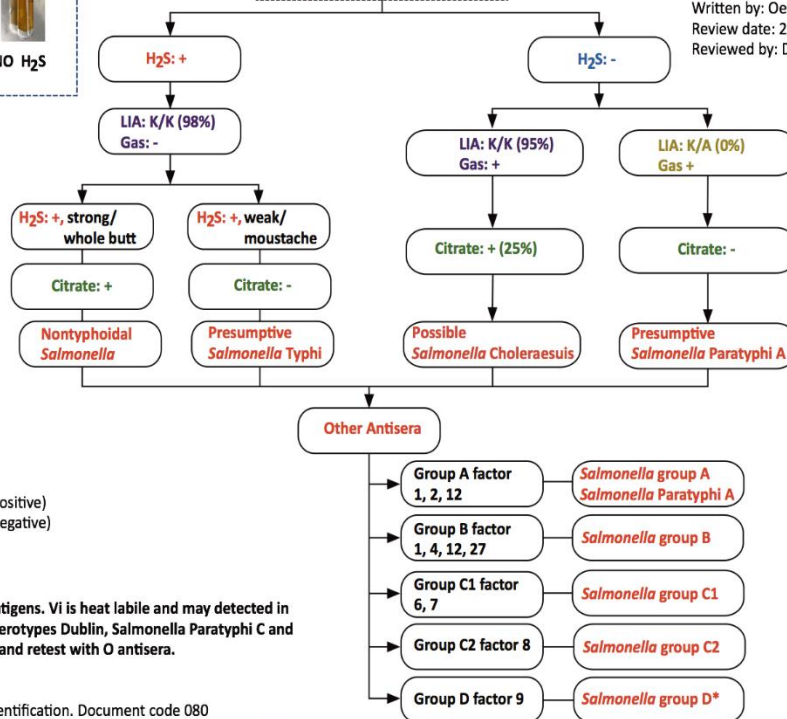 Written by: Oe
Review date: 2
Reviewed by: D
NO H2S
H2S: +
H2S: -
LIA: K/K (98%)
Gas: -
LIA: K/K (95%)
Gas: +
LIA: K/A (0%)
Gas +
H2S: +, strong/
whole butt
H2S: +, weak/
moustache
Citrate: + (25%)
Citrate: -
Citrate: +
Citrate: -
Nontyphoidal
Salmonella
Presumptive
Salmonella Typhi
Possible
Salmonella Choleraesuis
Presumptive
Salmonella Paratyphi A
Other Antisera
Group A factor
1, 2, 12
Salmonella group A
Salmonella Paratyphi A
ositive)
egative)
Group B factor
1, 4, 12, 27
Salmonella group B
tigens. Vi is heat labile and may detected in
erotypes Dublin, Salmonella Paratyphi C and
and retest with O antisera.
Group C1 factor
6, 7
Salmonella group C1
Group C2 factor 8
Salmonella group C2
Group D factor 9
Salmonella group D*
entification. Document code 080